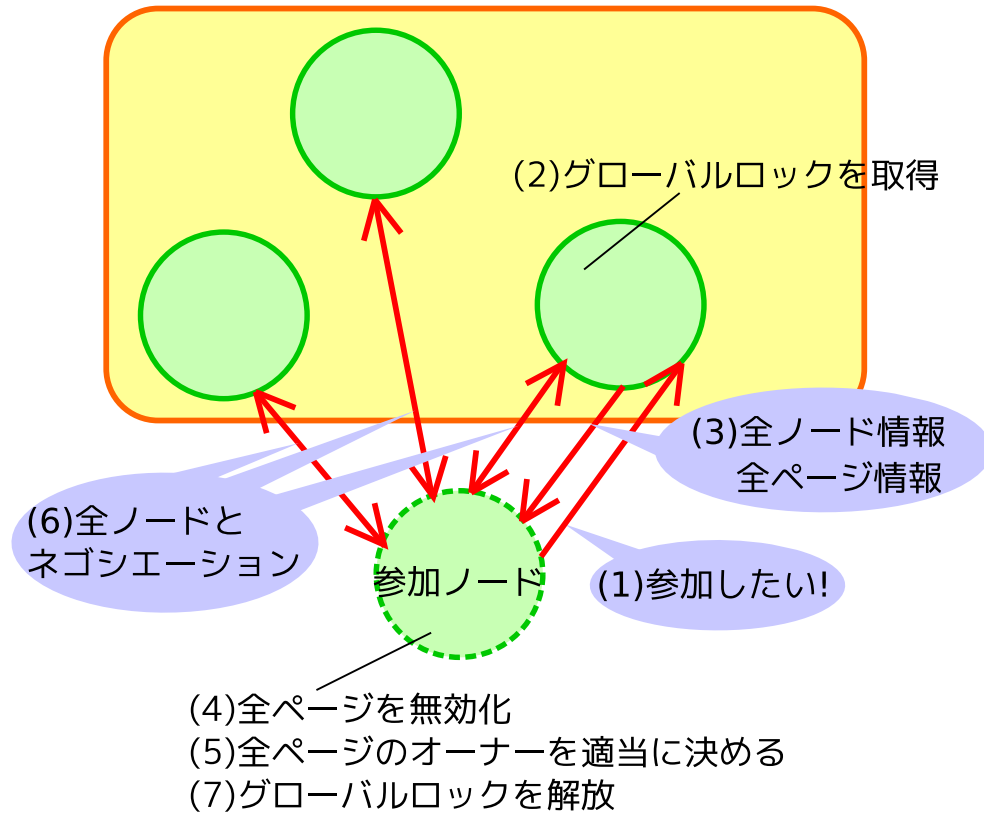 (2)グローバルロックを取得
(3)全ノード情報
全ページ情報
(6)全ノードと
ネゴシエーション
参加ノード
(1)参加したい!
(4)全ページを無効化
(5)全ページのオーナーを適当に決める
(7)グローバルロックを解放